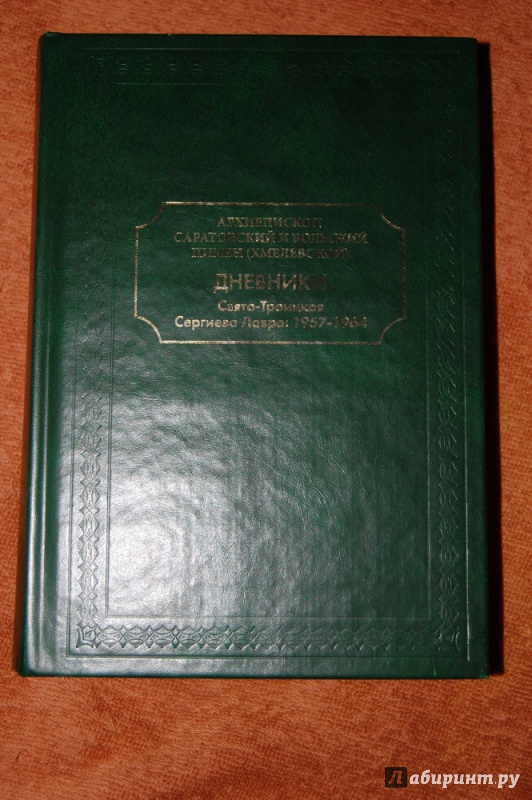 АРХИЕПИСКОП
САРАТОВСКИЙ И ВОЛЬСКИЙ
ПИМЕН (ХМЕЛЕВСКОЙ)
ДНЕВНИКИ
Свято-Троицкая
Сергиева Лавра: 1957-1964
Лабиринт.ру